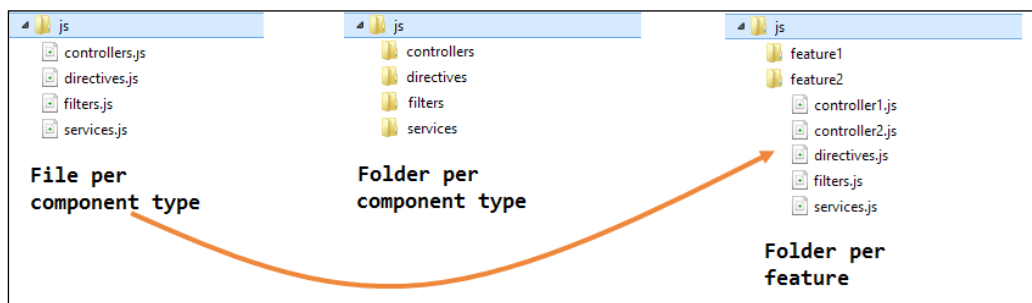 js
controllers.js
directives.js
filters.js
services.js
File per
component type
js
controllers
directives
filters
services
Folder per
component type
js
feature1
feature2
controller1.js
controller2.js
directives.js
filters.js
services.js
Folder per
feature